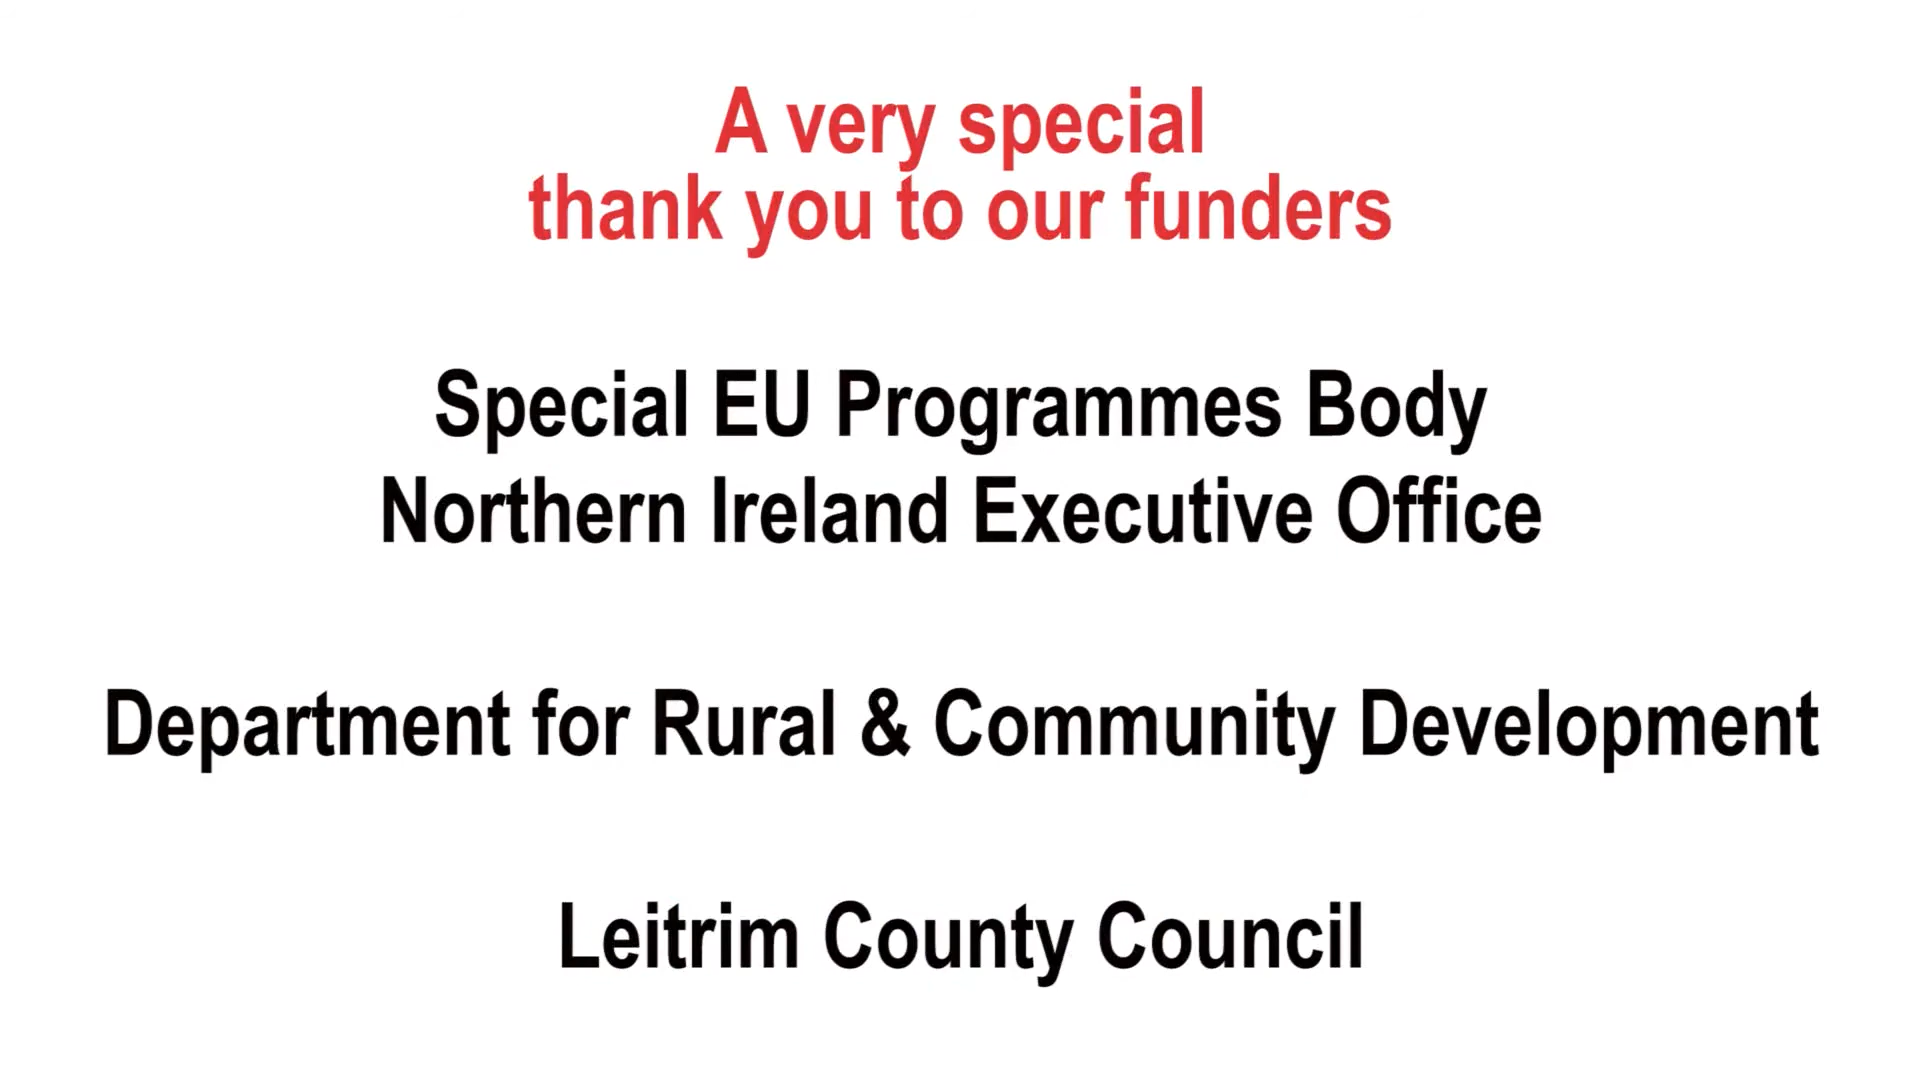 A very special
thank you to our funders
Special EU Programmes Body
Northern Ireland Executive Office
Department for Rural & Community Development
Leitrim County Council